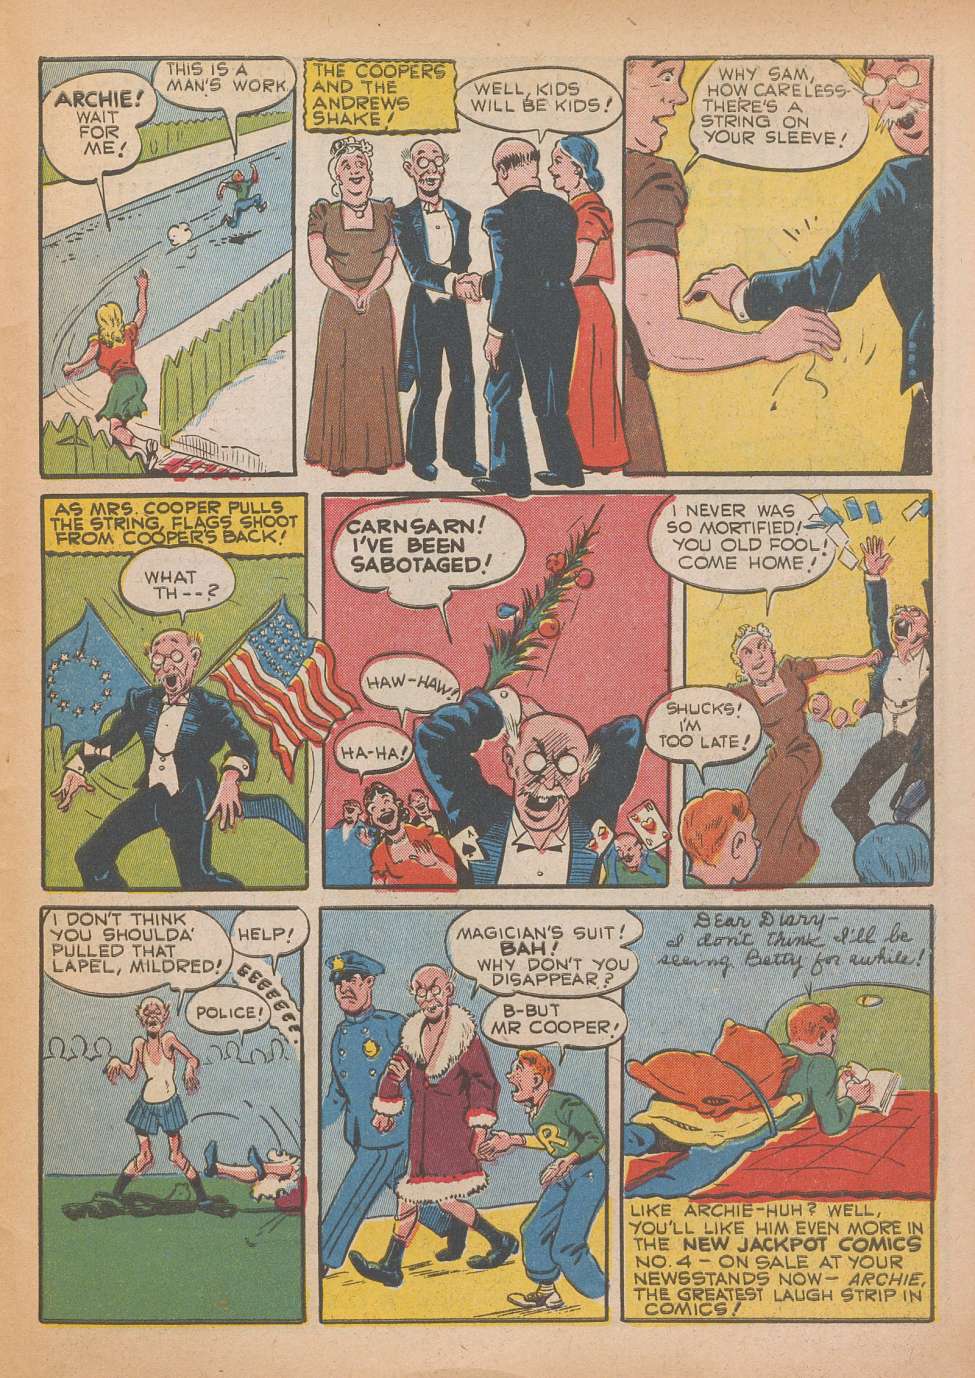 ARCHIE!
WAIT
FOR
ME!
THIS IS A
MAN'S WORK
THE COOPERS
AND THE
ANDREWS
SHAKE!
WELL, KIDS
WILL BE KIDS!
WHY SAM,
HOW CARELESS-
THERE'S A
STRING ON
YOUR SLEEVE!
AS MRS. COOPER PULLS
THE STRING, FLAGS SHOOT
FROM COOPER'S BACK!
WHAT
TH--?
CARNSARN!
I'VE BEEN
SABOTAGED!
HAW-HAW!
HA-HA!
I NEVER WAS
SO MORTIFIED!
YOU OLD FOOL!
COME HOME!
SHUCKS!
I'M
TOO LATE!
I DON'T THINK
YOU SHOULDA'
PULLED THAT
LAPEL, MILDRED!
HELP!
EEEEEEEE!
POLICE!
MAGICIAN'S SUIT!
BAH!
WHY DON'T YOU
DISAPPEAR?
B-BUT
MR COOPER!
R
Dear Diary-
I don't think I'll be
seeing Betty for awhile!
LIKE ARCHIE-HUH? WELL,
YOU'LL LIKE HIM EVEN MORE IN
THE NEW JACKPOT COMICS
NO. 4 - ON SALE AT YOUR
NEWSSTANDS NOW- ARCHIE,
THE GREATEST LAUGH STRIP IN
COMICS!